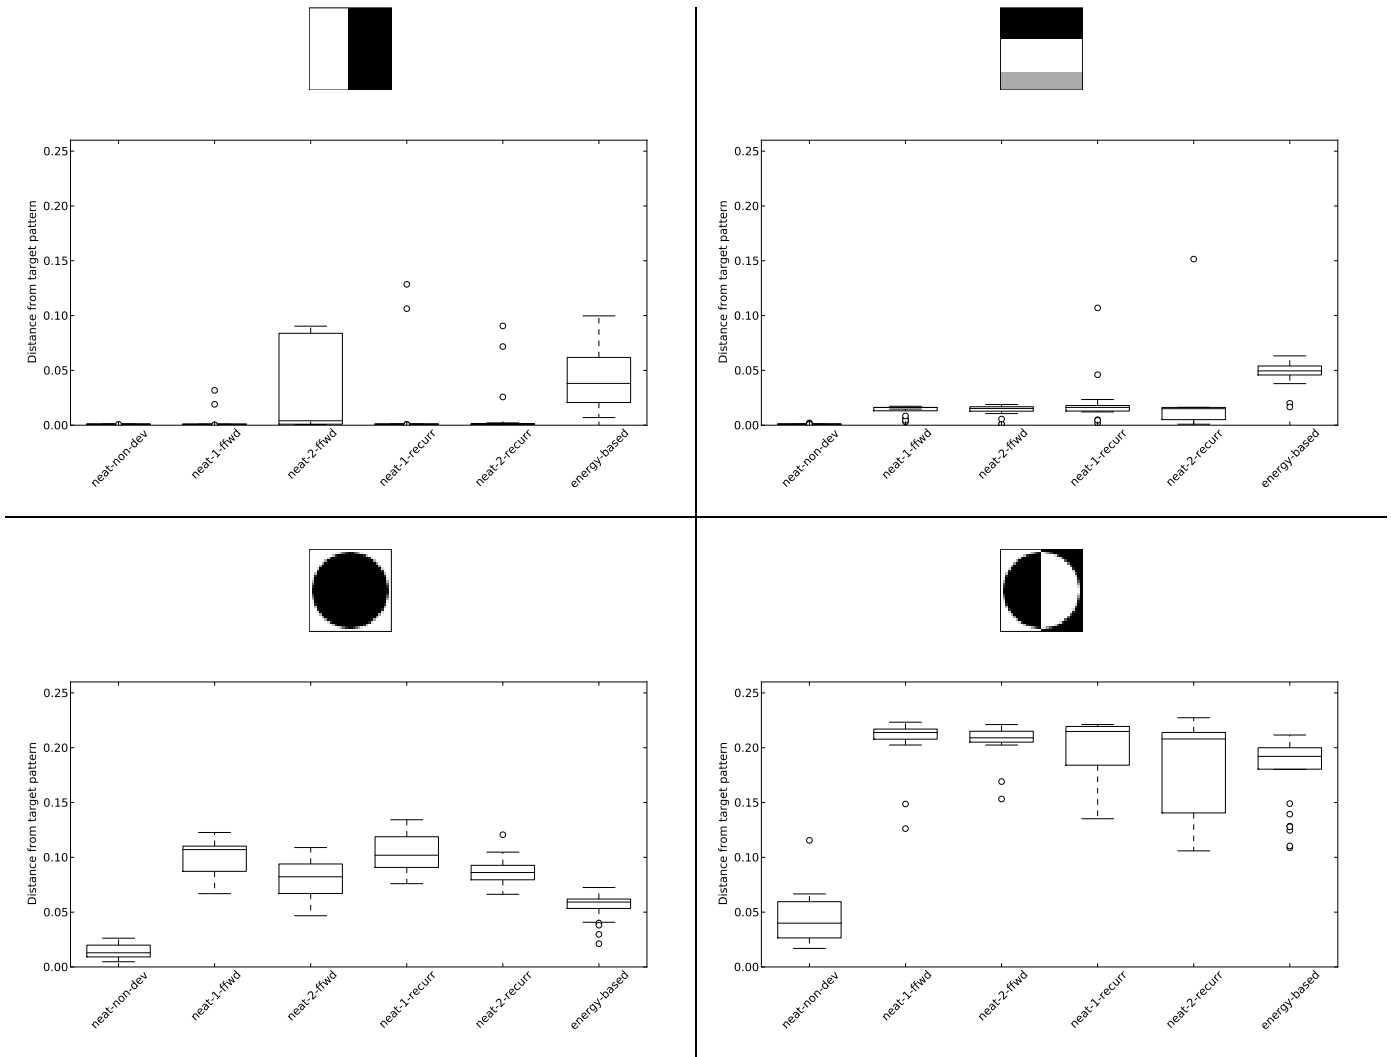 0.25
0.20
0.15
0.10
0.05
0.00
Distance from target pattern
neat-non-dev
neat-1-ffwd
neat-2-ffwd
neat-1-recurr
neat-2-recurr
energy-based
0.25
0.20
0.15
0.10
0.05
0.00
Distance from target pattern
neat-non-dev
neat-1-ffwd
neat-2-ffwd
neat-1-recurr
neat-2-recurr
energy-based
0.25
0.20
0.15
0.10
0.05
0.00
Distance from target pattern
neat-non-dev
neat-1-ffwd
neat-2-ffwd
neat-1-recurr
neat-2-recurr
energy-based
0.25
0.20
0.15
0.10
0.05
0.00
Distance from target pattern
neat-non-dev
neat-1-ffwd
neat-2-ffwd
neat-1-recurr
neat-2-recurr
energy-based